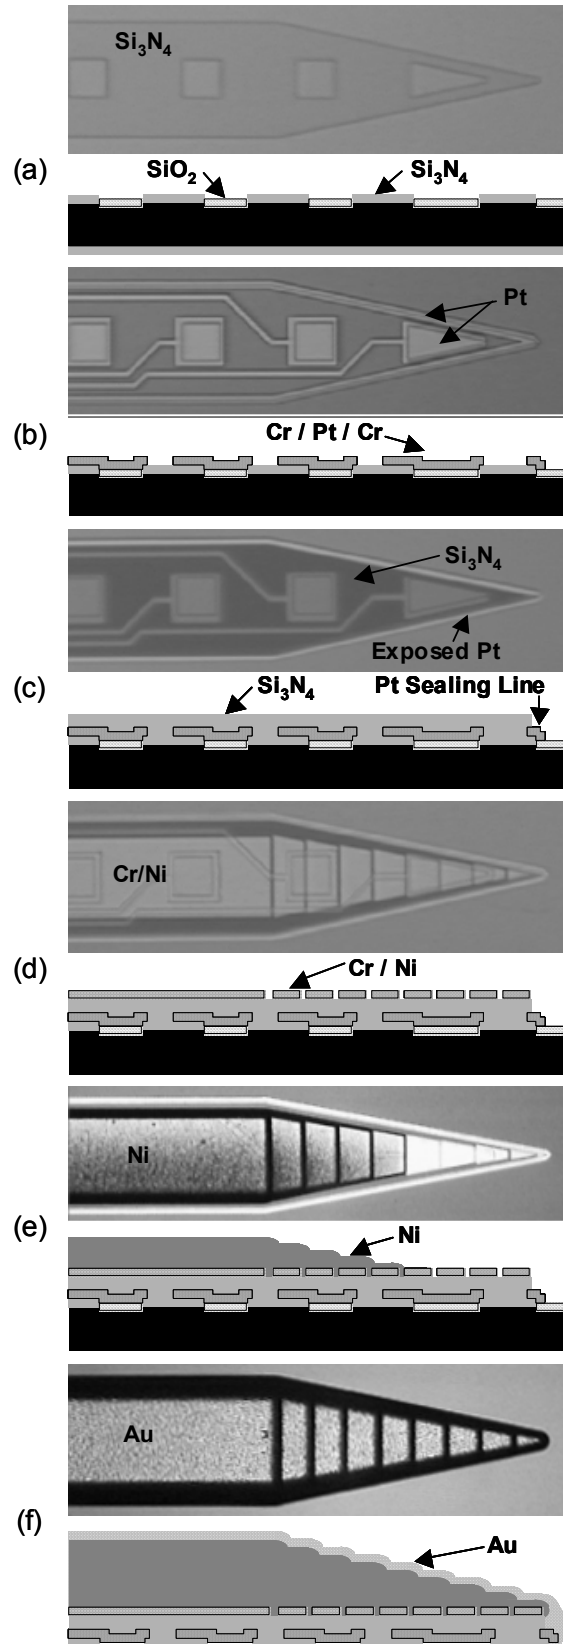 Si₃N₄
(a)
SiO₂
Si₃N₄
Pt
(b)
Cr / Pt / Cr
Si₃N₄
Exposed Pt
(c)
Si₃N₄
Pt Sealing Line
Cr/Ni
(d)
Cr / Ni
Ni
(e)
Ni
Au
(f)
Au